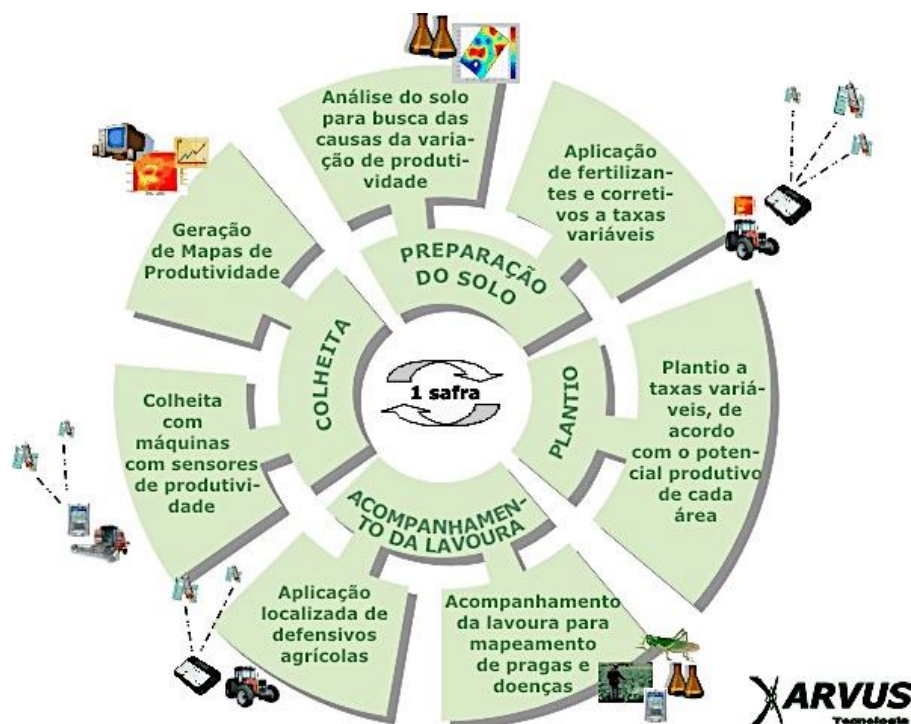 Análise do solo
para busca das
causas da varia-
ção de produti-
vidade
Aplicação
de fertilizan-
tes e correti-
vos a taxas
variáveis
PREPARAÇÃO
DO SOLO
Geração
de Mapas de
Produtividade
COLHEITA
1 safra
PLANTIO
Plantio a
taxas variá-
veis, de
acordo
com o poten-
cial produtivo
de cada
área
Colheita
com
máquinas
com sensores
de produtivi-
dade
ACOMPANHAMEN-
TO DA LAVOURA
Aplicação
localizada de
defensivos
agrícolas
Acompanhamento
da lavoura para
mapeamento
de pragas e
doenças
ARVUS
Tecnologia